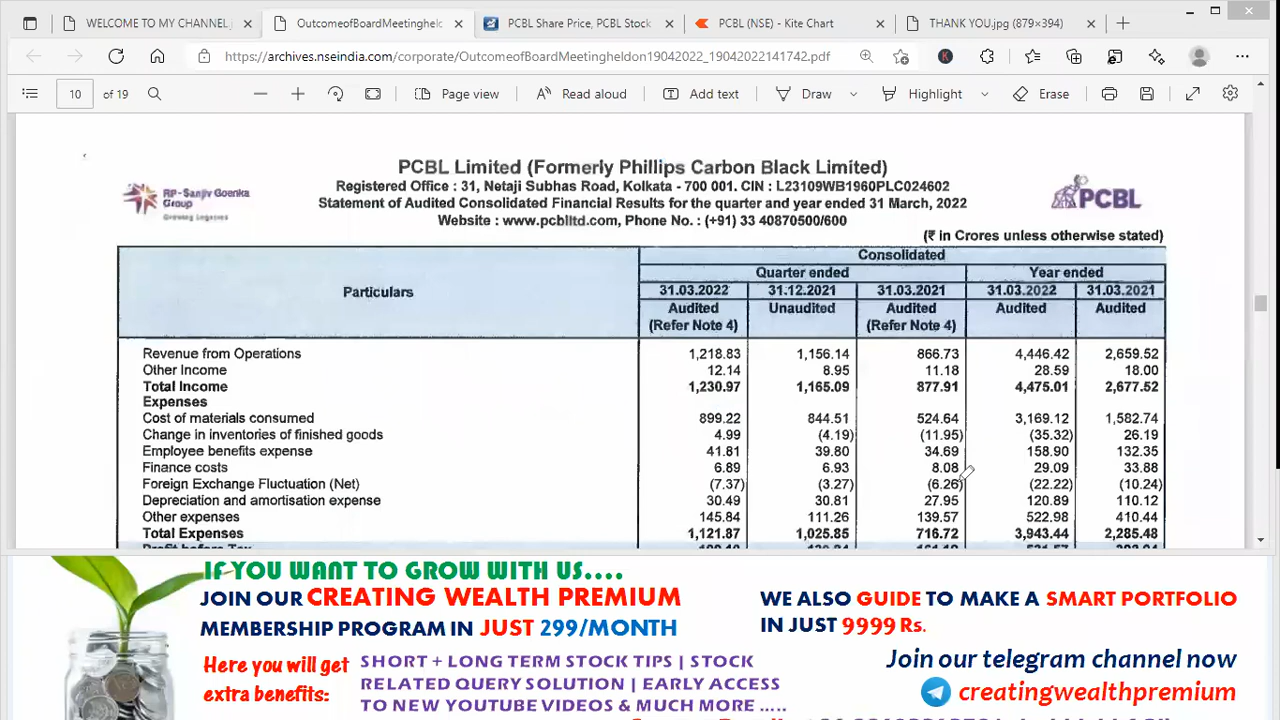 WELCOME TO MY CHANNEL
OutcomeofBoardMeetinghelc
PCBL Share Price, PCBL Stock
PCBL (NSE) - Kite Chart
THANK YOU.jpg (879×394)
https://archives.nseindia.com/corporate/OutcomeofBoardMeetingheldon19042022_19042022141742.pdf
10 of 19
Page view
Read aloud
Add text
Draw
Highlight
Erase
RP-Sanjiv Goenka
Group
Growing Legacies
PCBL Limited (Formerly Phillips Carbon Black Limited)
Registered Office : 31, Netaji Subhas Road, Kolkata - 700 001. CIN : L23109WB1960PLC024602
Statement of Audited Consolidated Financial Results for the quarter and year ended 31 March, 2022
Website : www.pcblltd.com, Phone No. : (+91) 33 40870500/600
PCBL
(₹ in Crores unless otherwise stated)
Particulars
Consolidated
Quarter ended Year ended
31.03.2022 31.12.2021 31.03.2021 31.03.2022 31.03.2021
Audited Unaudited Audited Audited Audited
(Refer Note 4) (Refer Note 4)
Revenue from Operations 1,218.83 1,156.14 866.73 4,446.42 2,659.52
Other Income 12.14 8.95 11.18 28.59 18.00
Total Income 1,230.97 1,165.09 877.91 4,475.01 2,677.52
Expenses
Cost of materials consumed 899.22 844.51 524.64 3,169.12 1,582.74
Change in inventories of finished goods 4.99 (4.19) (11.95) (35.32) 26.19
Employee benefits expense 41.81 39.80 34.69 158.90 132.35
Finance costs 6.89 6.93 8.08 29.09 33.88
Foreign Exchange Fluctuation (Net) (7.37) (3.27) (6.26) (22.22) (10.24)
Depreciation and amortisation expense 30.49 30.81 27.95 120.89 110.12
Other expenses 145.84 111.26 139.57 522.98 410.44
Total Expenses 1,121.87 1,025.85 716.72 3,943.44 2,285.48
Profit before Tax
IF YOU WANT TO GROW WITH US....
JOIN OUR CREATING WEALTH PREMIUM
MEMBERSHIP PROGRAM IN JUST 299/MONTH
Here you will get
extra benefits:
SHORT + LONG TERM STOCK TIPS | STOCK
RELATED QUERY SOLUTION | EARLY ACCESS
TO NEW YOUTUBE VIDEOS & MUCH MORE .....
WE ALSO GUIDE TO MAKE A SMART PORTFOLIO
IN JUST 9999 Rs.
Join our telegram channel now
creatingwealthpremium